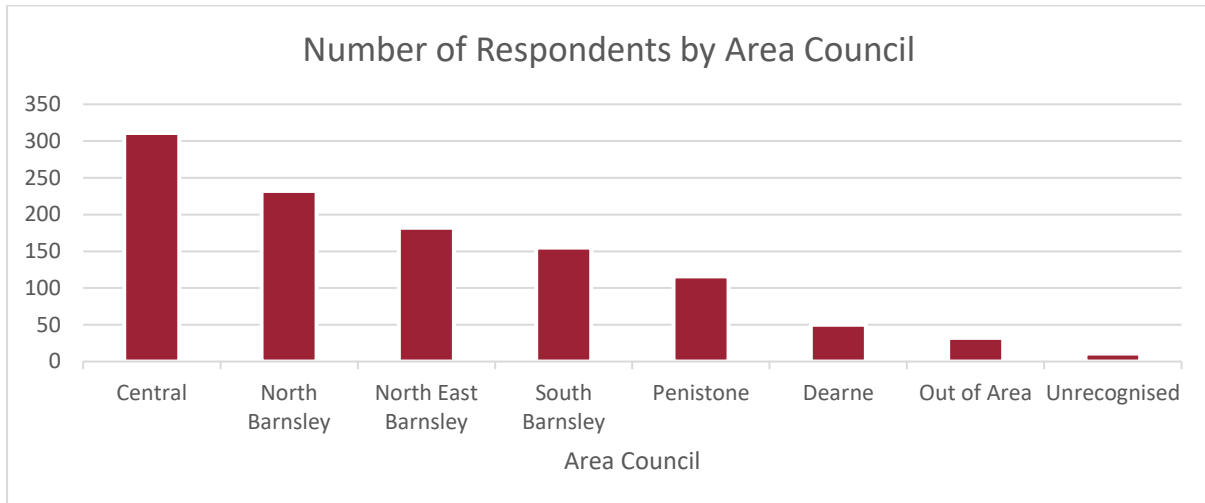 Number of Respondents by Area Council
350
300
250
200
150
100
50
0
Central
North
Barnsley
North East
Barnsley
South
Barnsley
Penistone
Dearne
Out of Area
Unrecognised
Area Council